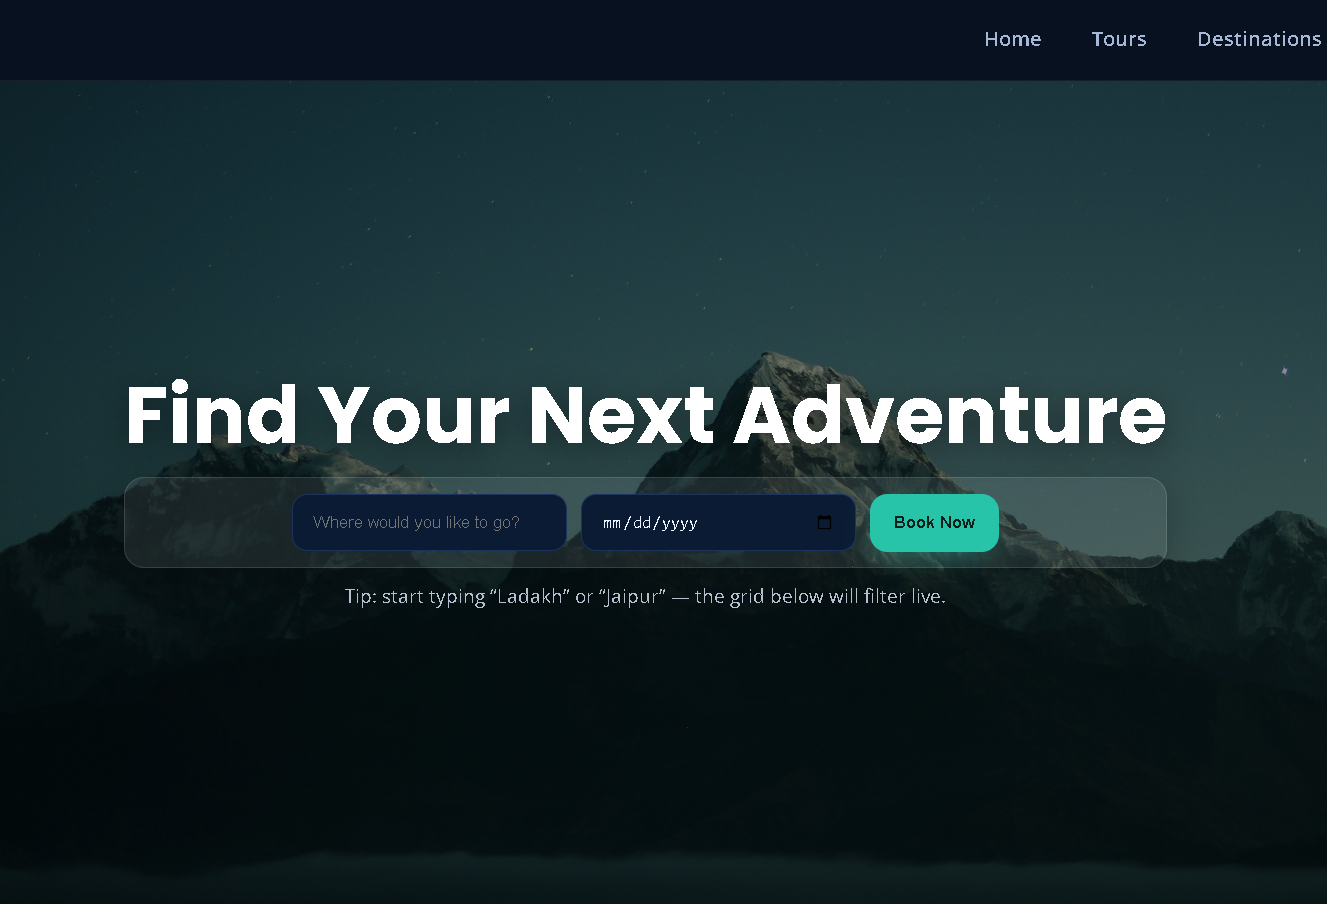 Home Tours Destinations
Find Your Next Adventure
Where would you like to go? mm/dd/yyyy Book Now
Tip: start typing “Ladakh” or “Jaipur” — the grid below will filter live.